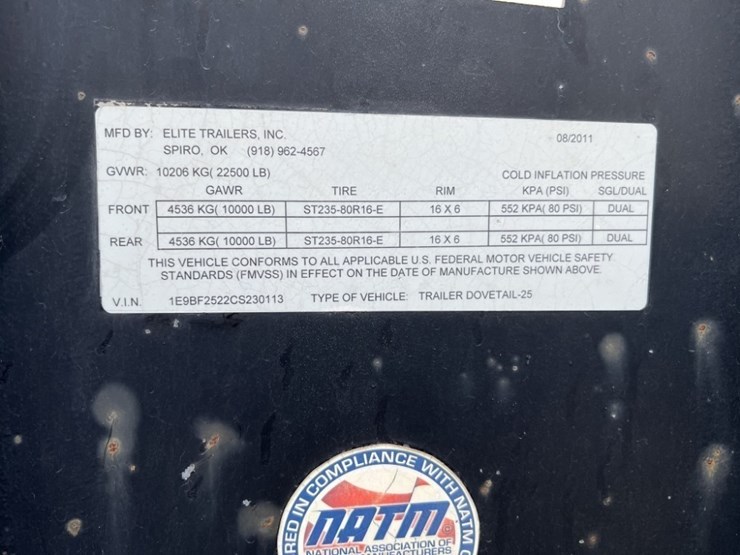 MFD BY: ELITE TRAILERS, INC. 08/2011
SPIRO, OK (918) 962-4567
GVWR: 10206 KG( 22500 LB) COLD INFLATION PRESSURE
GAWR TIRE RIM KPA (PSI) SGL/DUAL
FRONT 4536 KG( 10000 LB) ST235-80R16-E 16 X 6 552 KPA( 80 PSI) DUAL
REAR 4536 KG( 10000 LB) ST235-80R16-E 16 X 6 552 KPA( 80 PSI) DUAL
THIS VEHICLE CONFORMS TO ALL APPLICABLE U.S. FEDERAL MOTOR VEHICLE SAFETY
STANDARDS (FMVSS) IN EFFECT ON THE DATE OF MANUFACTURE SHOWN ABOVE.
V.I.N. 1E9BF2522CS230113 TYPE OF VEHICLE: TRAILER DOVETAIL-25
IN COMPLIANCE WITH NATM
NATM
NATIONAL ASSOCIATION OF